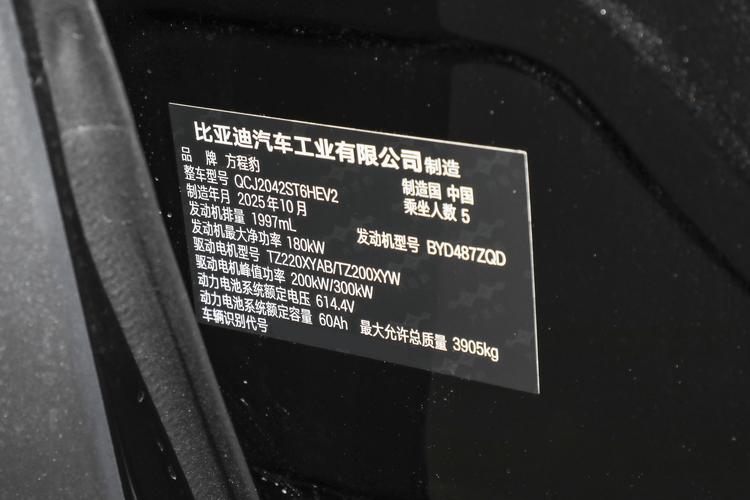 比亚迪汽车工业有限公司制造
品 牌 方程豹 制造国 中国
整车型号 QCJ2042ST6HEV2 乘坐人数 5
制造年月 2025年10月
发动机排量 1997mL 发动机型号 BYD487ZQD
发动机最大净功率 180kW
驱动电机型号 TZ220XYAB/TZ200XYW
驱动电机峰值功率 200kW/300kW
动力电池系统额定电压 614.4V
动力电池系统额定容量 60Ah 最大允许总质量 3905kg
车辆识别代号